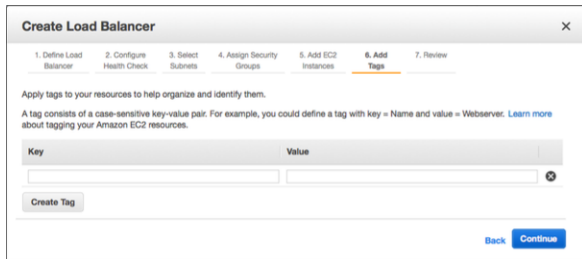 Create Load Balancer
1. Define Load Balancer
2. Configure Health Check
3. Select Subnets
4. Assign Security Groups
5. Add EC2 Instances
6. Add Tags
7. Review
Apply tags to your resources to help organize and identify them.
A tag consists of a case-sensitive key-value pair. For example, you could define a tag with key = Name and value = Webserver. Learn more
about tagging your Amazon EC2 resources.
Key Value
Create Tag
Back Continue